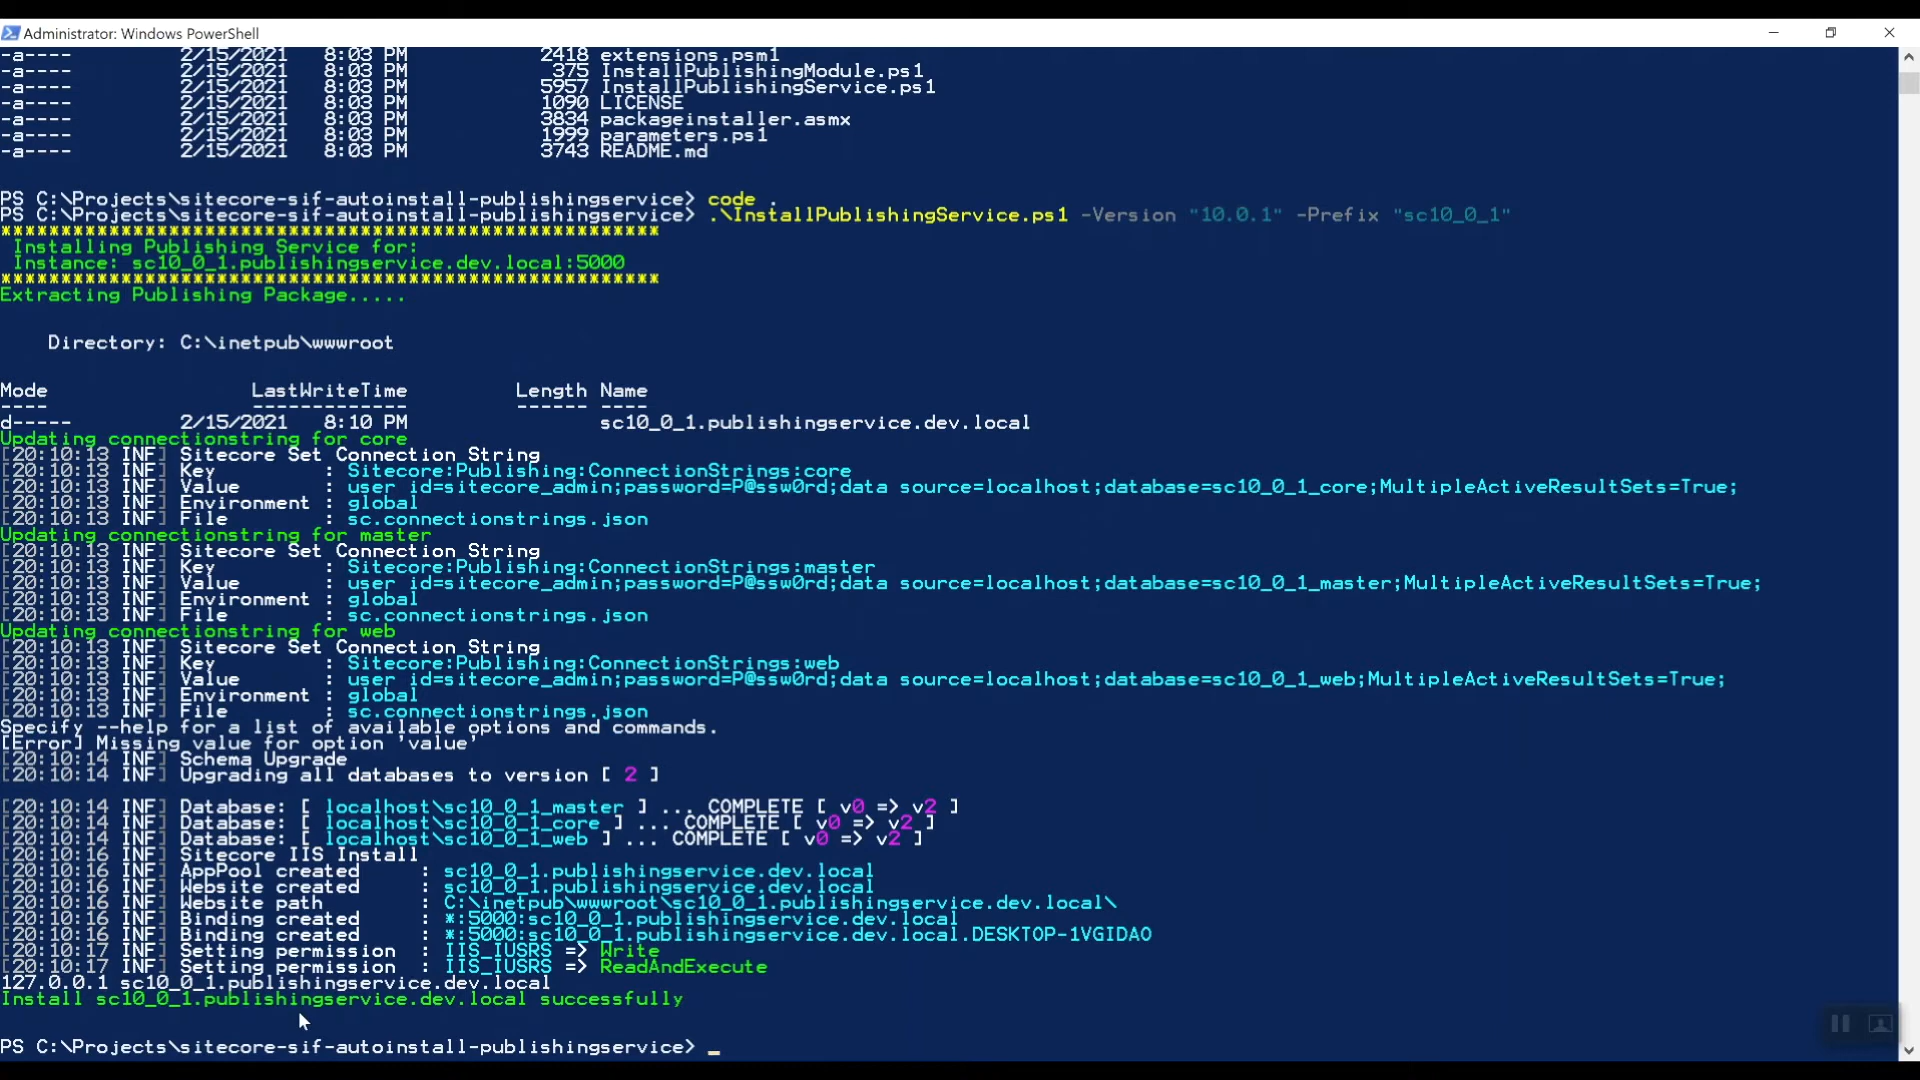 Administrator: Windows PowerShell
-a---- 2/15/2021 8:03 PM 2418 extensions.psm1
-a---- 2/15/2021 8:03 PM 375 InstallPublishingModule.ps1
-a---- 2/15/2021 8:03 PM 5957 InstallPublishingService.ps1
-a---- 2/15/2021 8:03 PM 1090 LICENSE
-a---- 2/15/2021 8:03 PM 3834 packageinstaller.asmx
-a---- 2/15/2021 8:03 PM 1999 parameters.ps1
-a---- 2/15/2021 8:03 PM 3743 README.md
PS C:\Projects\sitecore-sif-autoinstall-publishingservice> code .
PS C:\Projects\sitecore-sif-autoinstall-publishingservice> .\InstallPublishingService.ps1 -Version "10.0.1" -Prefix "sc10_0_1"
*******************************************************
Installing Publishing Service for:
Instance: sc10_0_1.publishingservice.dev.local:5000
*******************************************************
Extracting Publishing Package.....
Directory: C:\inetpub\wwwroot
Mode LastWriteTime Length Name
---- ------------- ------ ----
d----- 2/15/2021 8:10 PM sc10_0_1.publishingservice.dev.local
Updating connectionstring for core
[20:10:13 INF] Sitecore Set Connection String
[20:10:13 INF] Key : Sitecore:Publishing:ConnectionStrings:core
[20:10:13 INF] Value : user id=sitecore_admin;password=P@ssw0rd;data source=localhost;database=sc10_0_1_core;MultipleActiveResultSets=True;
[20:10:13 INF] Environment : global
[20:10:13 INF] File : sc.connectionstrings.json
Updating connectionstring for master
[20:10:13 INF] Sitecore Set Connection String
[20:10:13 INF] Key : Sitecore:Publishing:ConnectionStrings:master
[20:10:13 INF] Value : user id=sitecore_admin;password=P@ssw0rd;data source=localhost;database=sc10_0_1_master;MultipleActiveResultSets=True;
[20:10:13 INF] Environment : global
[20:10:13 INF] File : sc.connectionstrings.json
Updating connectionstring for web
[20:10:13 INF] Sitecore Set Connection String
[20:10:13 INF] Key : Sitecore:Publishing:ConnectionStrings:web
[20:10:13 INF] Value : user id=sitecore_admin;password=P@ssw0rd;data source=localhost;database=sc10_0_1_web;MultipleActiveResultSets=True;
[20:10:13 INF] Environment : global
[20:10:13 INF] File : sc.connectionstrings.json
Specify --help for a list of available options and commands.
[Error] Missing value for option 'value'
[20:10:14 INF] Schema Upgrade
[20:10:14 INF] Upgrading all databases to version [ 2 ]
[20:10:14 INF] Database: [ localhost\sc10_0_1_master ] ... COMPLETE [ v0 => v2 ]
[20:10:14 INF] Database: [ localhost\sc10_0_1_core ] ... COMPLETE [ v0 => v2 ]
[20:10:14 INF] Database: [ localhost\sc10_0_1_web ] ... COMPLETE [ v0 => v2 ]
[20:10:16 INF] Sitecore IIS Install
[20:10:16 INF] AppPool created : sc10_0_1.publishingservice.dev.local
[20:10:16 INF] Website created : sc10_0_1.publishingservice.dev.local
[20:10:16 INF] Website path : C:\inetpub\wwwroot\sc10_0_1.publishingservice.dev.local\
[20:10:16 INF] Binding created : *:5000:sc10_0_1.publishingservice.dev.local
[20:10:16 INF] Binding created : *:5000:sc10_0_1.publishingservice.dev.local.DESKTOP-1VGIDAO
[20:10:17 INF] Setting permission : IIS_IUSRS => Write
[20:10:17 INF] Setting permission : IIS_IUSRS => ReadAndExecute
127.0.0.1 sc10_0_1.publishingservice.dev.local
Install sc10_0_1.publishingservice.dev.local successfully
PS C:\Projects\sitecore-sif-autoinstall-publishingservice> _